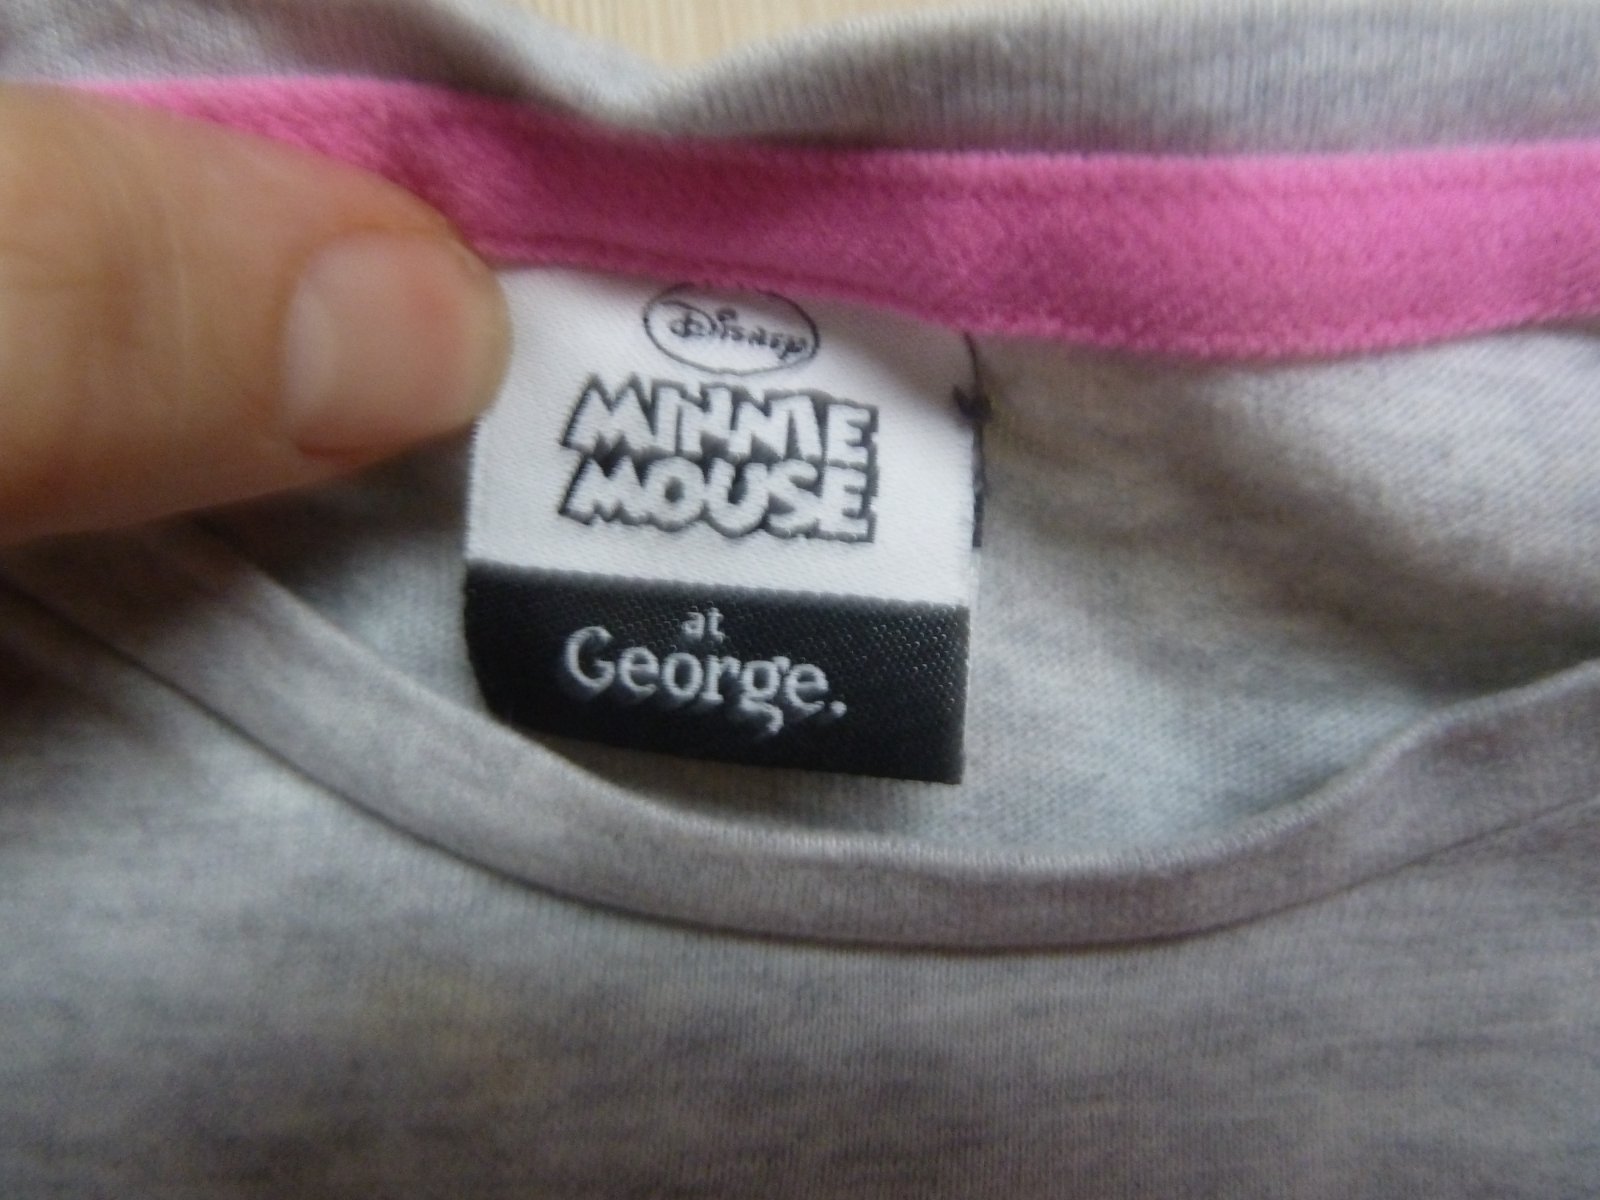 Disney
MINNIE
MOUSE
at
George.